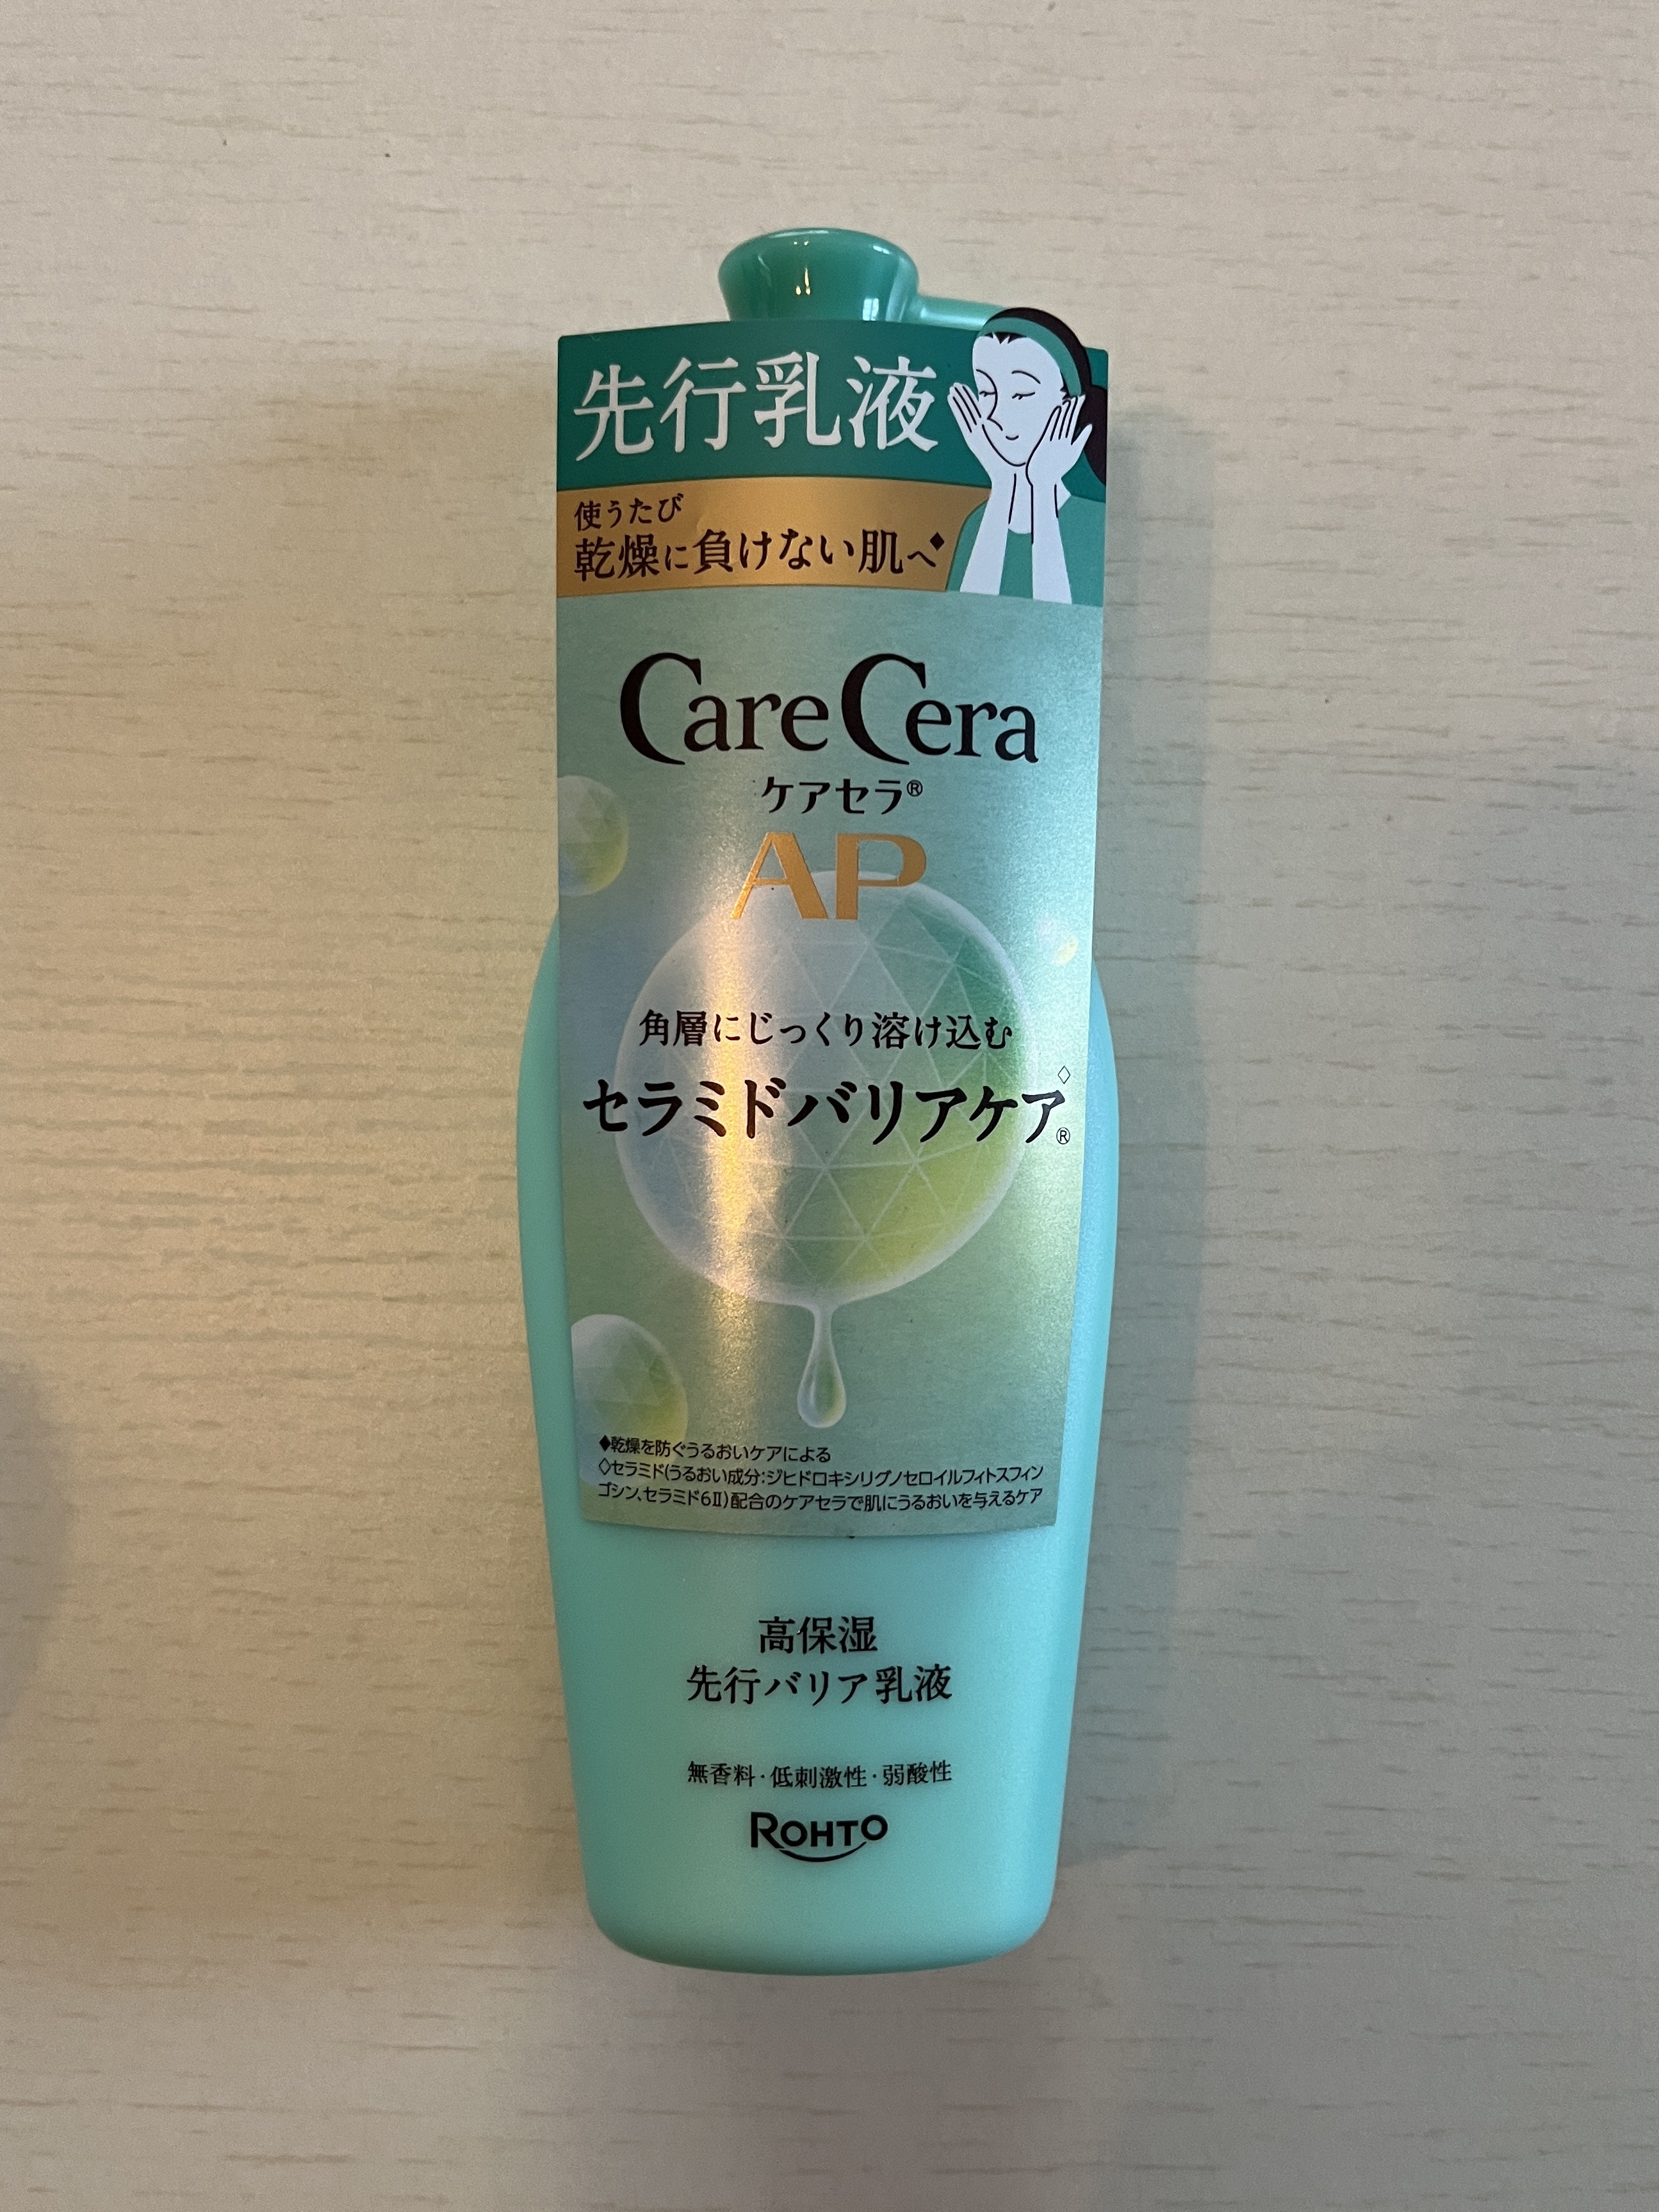 先行乳液
使うたび
乾燥に負けない肌へ◆
CareCera
ケアセラ®
AP
角層にじっくり溶け込む
セラミドバリアケア◇®
◆乾燥を防ぐうるおいケアによる
◇セラミド(うるおい成分:ジヒドロキシリグノセロイルフィトスフィン
ゴシン、セラミド6Ⅱ)配合のケアセラで肌にうるおいを与えるケア
高保湿
先行バリア乳液
無香料・低刺激性・弱酸性
ROHTO